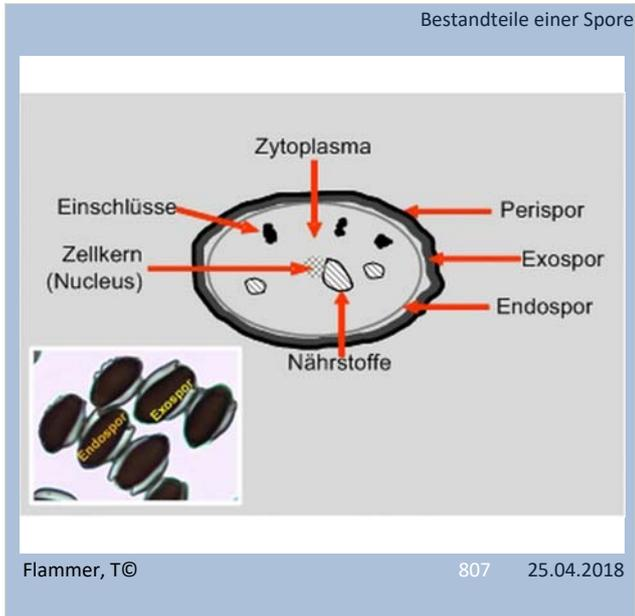 Bestandteile einer Spore
Zytoplasma
Einschlüsse
Perispor
Zellkern
(Nucleus)
Exospor
Endospor
Nährstoffe
Exospor
Endospor
Flammer, T© 807 25.04.2018